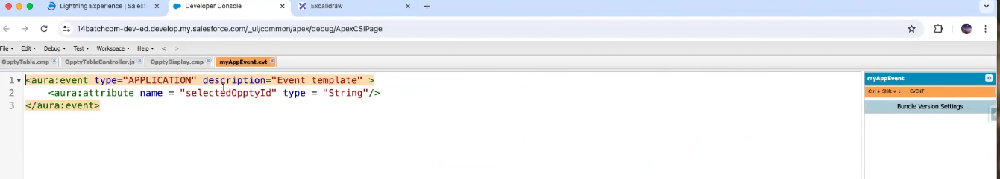 Lightning Experience | Salest
Developer Console
Excalidraw
14batchcom-dev-ed.develop.my.salesforce.com/_ui/common/apex/debug/ApexCSIPage
File Edit Debug Test Workspace Help < >
OpptyTable.cmp OpptyTableController.js OpptyDisplay.cmp myAppEvent.evt
1 <aura:event type="APPLICATION" description="Event template" >
2 <aura:attribute name = "selectedOpptyId" type = "String"/>
3 </aura:event>
myAppEvent
Ctrl + Shift + 1 EVENT
Bundle Version Settings